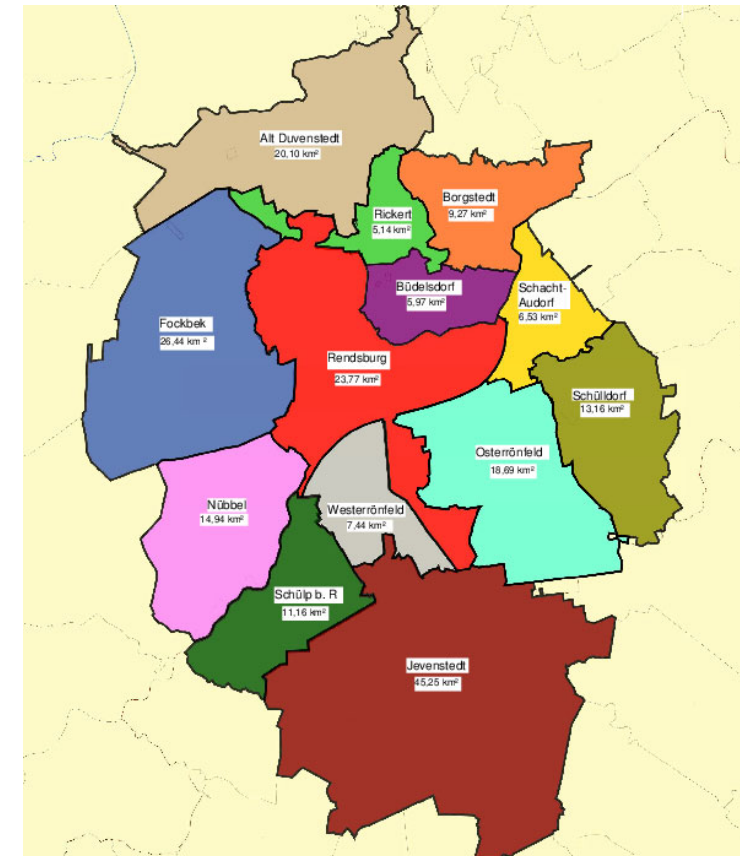 Alt Duvenstedt
20,10 km²
Borgstedt
9,27 km²
Rickert
5,14 km²
Büdelsdorf
5,97 km²
Schacht-
Audorf
6,53 km²
Fockbek
26,44 km ²
Rendsburg
23,77 km²
Schülldorf
13,16 km²
Osterrönfeld
18,69 km²
Nübbel
14,94 km²
Westerrönfeld
7,44 km²
Schülp b. R
11,16 km²
Jevenstedt
45,25 km²